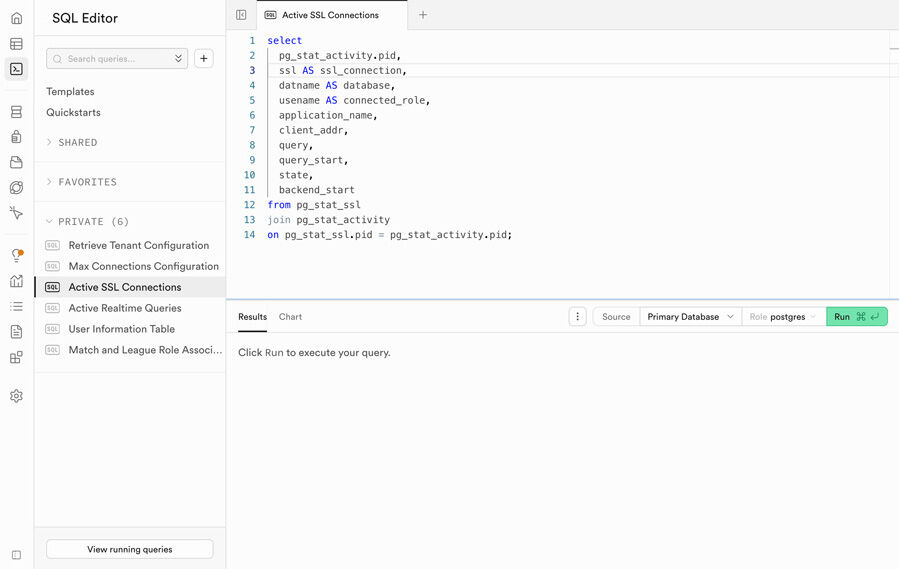 SQL Editor
Search queries...
Templates
Quickstarts
SHARED
FAVORITES
PRIVATE (6)
SQL Retrieve Tenant Configuration
SQL Max Connections Configuration
SQL Active SSL Connections
SQL Active Realtime Queries
SQL User Information Table
SQL Match and League Role Associ...
View running queries
SQL Active SSL Connections
1 select
2 pg_stat_activity.pid,
3 ssl AS ssl_connection,
4 datname AS database,
5 usename AS connected_role,
6 application_name,
7 client_addr,
8 query,
9 query_start,
10 state,
11 backend_start
12 from pg_stat_ssl
13 join pg_stat_activity
14 on pg_stat_ssl.pid = pg_stat_activity.pid;
Results Chart Source Primary Database Role postgres Run ⌘ ↵
Click Run to execute your query.